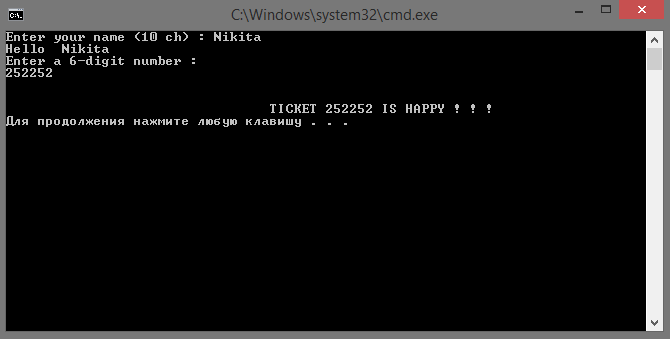 C:\Windows\system32\cmd.exe
Enter your name (10 ch) : Nikita
Hello  Nikita
Enter a 6-digit number :
252252
TICKET 252252 IS HAPPY ! ! !
Для продолжения нажмите любую клавишу . . .